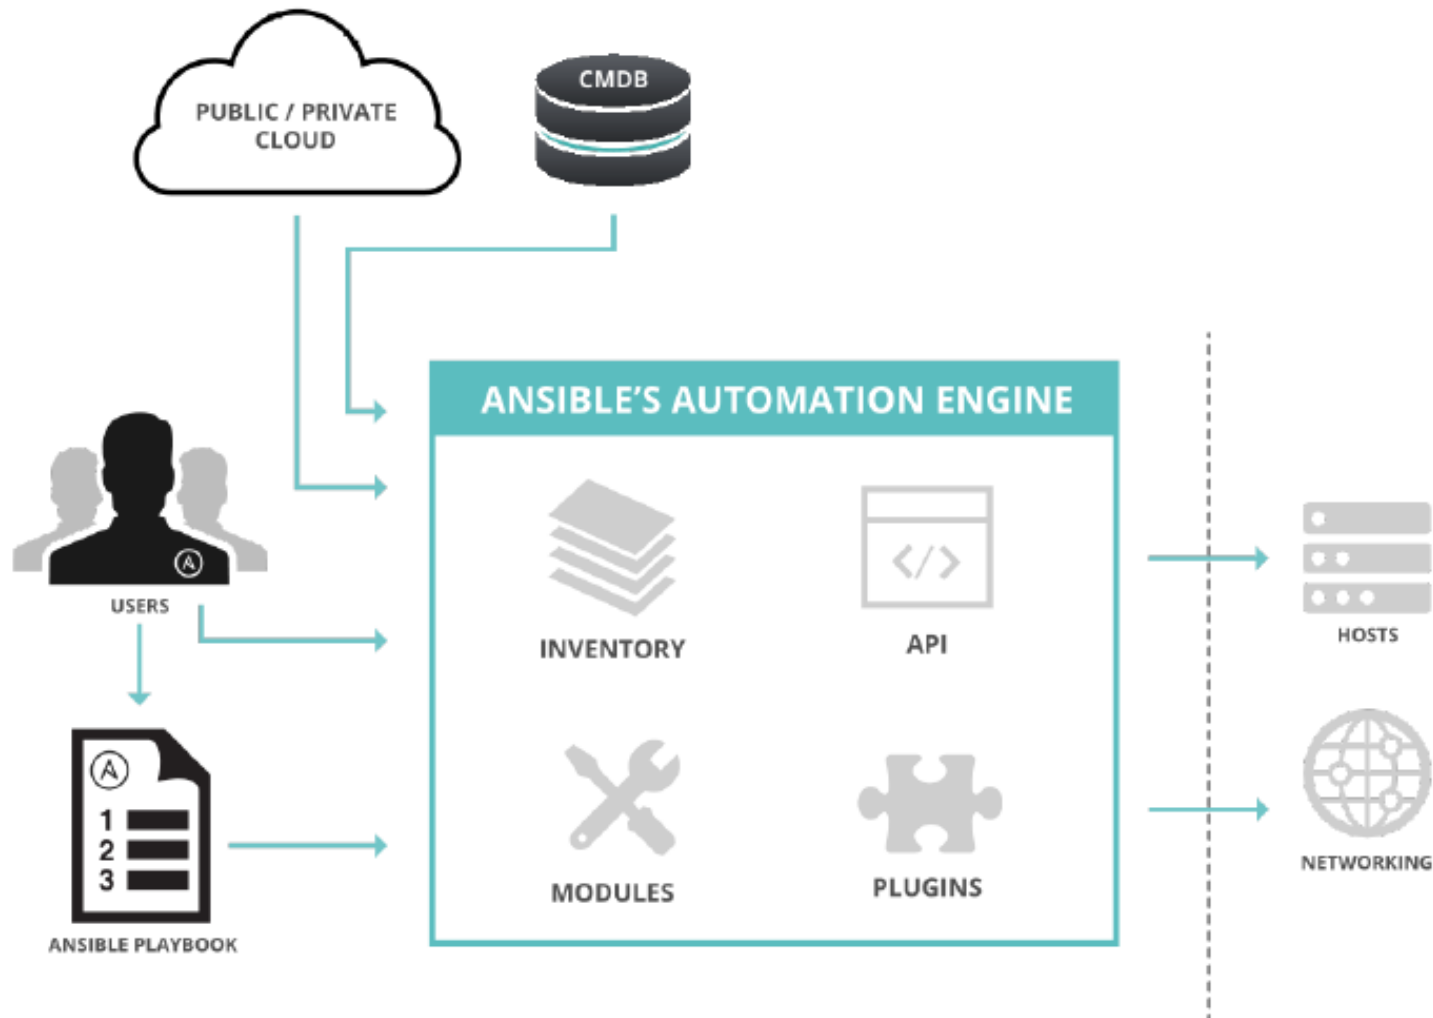 PUBLIC / PRIVATE
CLOUD
CMDB
ANSIBLE'S AUTOMATION ENGINE
USERS
INVENTORY
API
HOSTS
1
2
3
MODULES
PLUGINS
NETWORKING
ANSIBLE PLAYBOOK